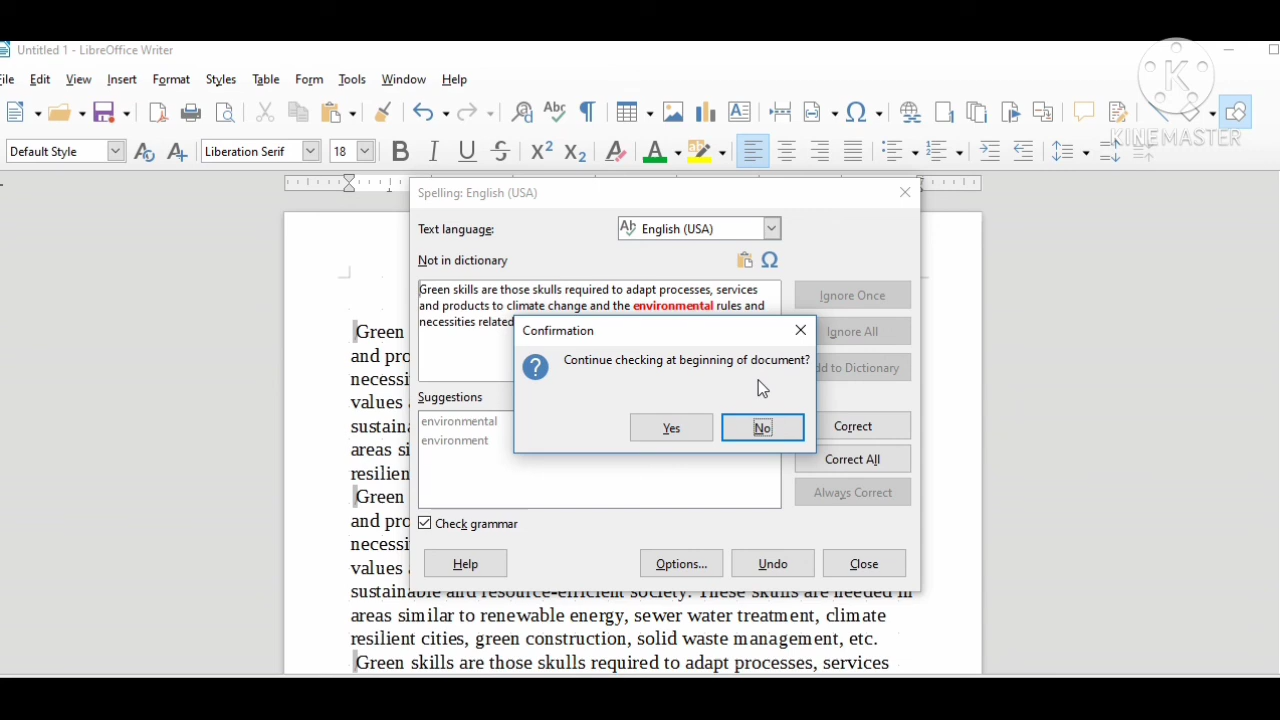 Untitled 1 - LibreOffice Writer
ile Edit View Insert Format Styles Table Form Tools Window Help
KINEMASTER
Default Style Liberation Serif 18
Spelling: English (USA)
Text language: English (USA)
Not in dictionary
Green skills are those skulls required to adapt processes, services
and products to climate change and the environmental rules and
necessities related
Ignore Once
Ignore All
dd to Dictionary
Confirmation
Continue checking at beginning of document?
Yes No
Suggestions
environmental
environment
Correct
Correct All
Always Correct
Check grammar
Help Options... Undo Close
Green
and pro
necessi
values a
sustaina
areas si
resilien
Green
and pro
necessi
values a
sustainable and resource-efficient society. These skulls are needed in
areas similar to renewable energy, sewer water treatment, climate
resilient cities, green construction, solid waste management, etc.
Green skills are those skulls required to adapt processes, services